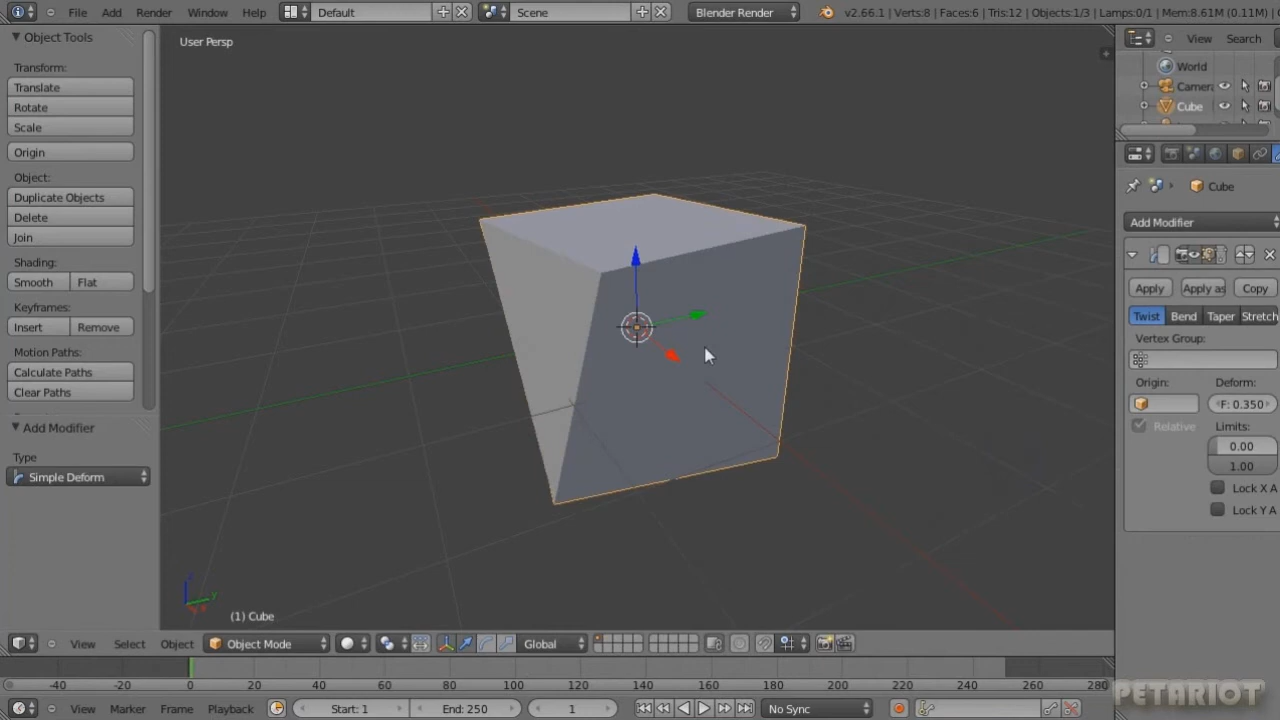 File Add Render Window Help Default Scene Blender Render v2.66.1 | Verts:8 | Faces:6 | Tris:12 | Objects:1/3 | Lamps:0/1 | Mem:8.61M (0.11M) |
Object Tools
Transform:
Translate
Rotate
Scale
Origin
Object:
Duplicate Objects
Delete
Join
Shading:
Smooth Flat
Keyframes:
Insert Remove
Motion Paths:
Calculate Paths
Clear Paths
Add Modifier
Type
Simple Deform
User Persp
(1) Cube
View Search
World
Camera
Cube
Cube
Add Modifier
Apply Apply as Copy
Twist Bend Taper Stretch
Vertex Group:
Origin: Deform:
F: 0.350
Relative Limits:
0.00
1.00
Lock X A
Lock Y A
View Select Object Object Mode Global
-40 -20 0 20 40 60 80 100 120 140 160 180 200 220 240 260 280
View Marker Frame Playback Start: 1 End: 250 1 No Sync
PETARIOT